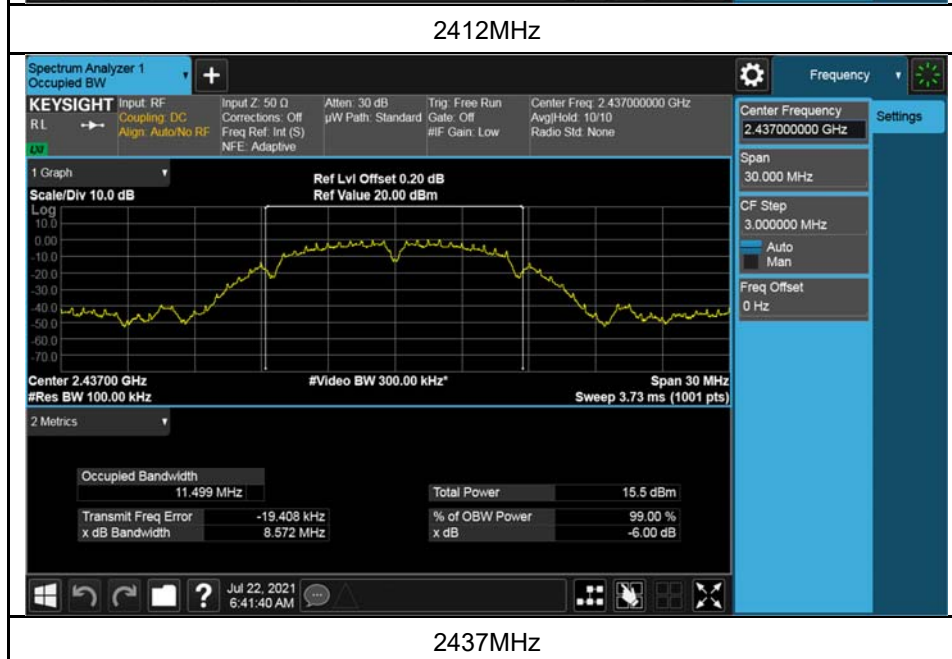 2412MHz
Spectrum Analyzer 1
Occupied BW
Frequency
KEYSIGHT
RL
LXI
Input: RF
Coupling: DC
Align: Auto/No RF
Input Z: 50 Ω
Corrections: Off
Freq Ref: Int (S)
NFE: Adaptive
Atten: 30 dB
µW Path: Standard
Trig: Free Run
Gate: Off
#IF Gain: Low
Center Freq: 2.437000000 GHz
Avg|Hold: 10/10
Radio Std: None
Center Frequency
2.437000000 GHz
Settings
Span
30.000 MHz
CF Step
3.000000 MHz
Auto
Man
Freq Offset
0 Hz
1 Graph
Ref Lvl Offset 0.20 dB
Scale/Div 10.0 dB
Ref Value 20.00 dBm
Log
10.0
0.00
-10.0
-20.0
-30.0
-40.0
-50.0
-60.0
-70.0
Center 2.43700 GHz
#Video BW 300.00 kHz*
Span 30 MHz
#Res BW 100.00 kHz
Sweep 3.73 ms (1001 pts)
2 Metrics
Occupied Bandwidth
11.499 MHz
Total Power 15.5 dBm
Transmit Freq Error -19.408 kHz
% of OBW Power 99.00 %
x dB Bandwidth 8.572 MHz
x dB -6.00 dB
?
Jul 22, 2021
6:41:40 AM
2437MHz